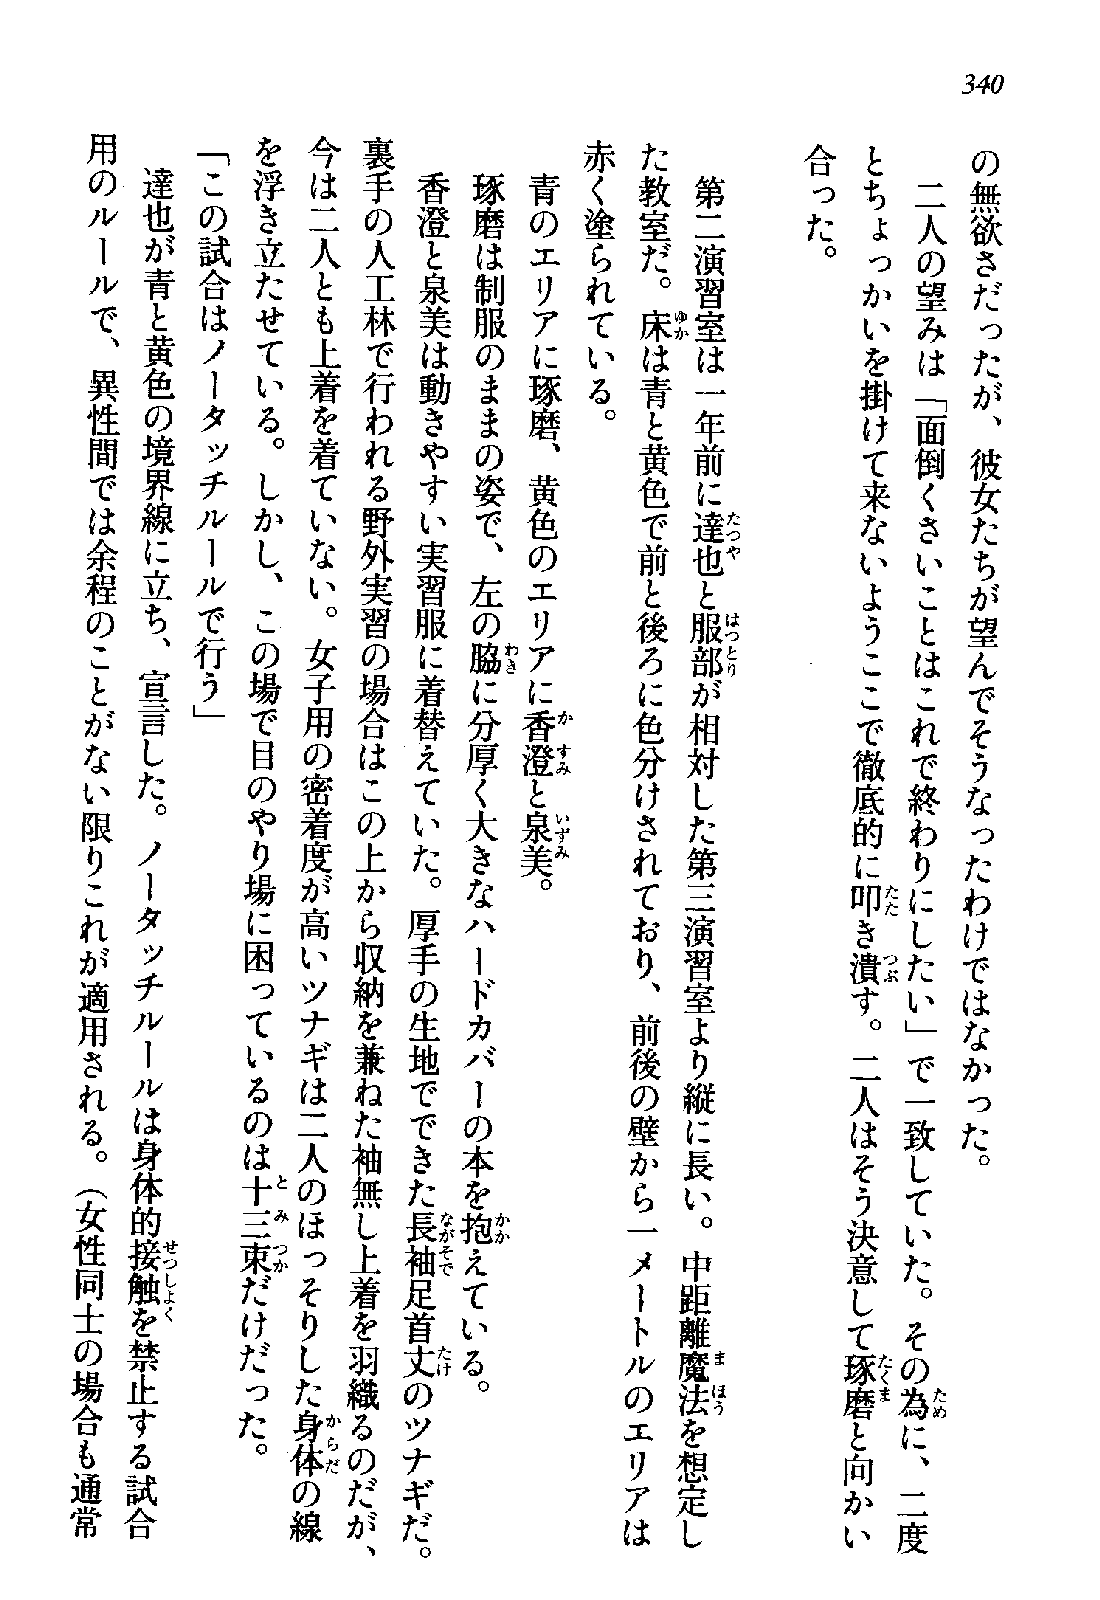 340
の無欲さだったが、彼女たちが望んでそうなったわけではなかった。
二人の望みは「面倒くさいことはこれで終わりにしたい」で一致していた。その為に、二度
とちょっかいを掛けて来ないようここで徹底的に叩き潰す。二人はそう決意して琢磨と向かい
合った。
第二演習室は一年前に達也と服部が相対した第三演習室より縦に長い。中距離魔法を想定し
た教室だ。床は青と黄色で前と後ろに色分けされており、前後の壁から一メートルのエリアは
赤く塗られている。
青のエリアに琢磨、黄色のエリアに香澄と泉美。
琢磨は制服のままの姿で、左の脇に分厚く大きなハードカバーの本を抱えている。
香澄と泉美は動きやすい実習服に着替えていた。厚手の生地でできた長袖足首丈のツナギだ。
裏手の人工林で行われる野外実習の場合はこの上から収納を兼ねた袖無し上着を羽織るのだが、
今は二人とも上着を着ていない。女子用の密着度が高いツナギは二人のほっそりした身体の線
を浮き立たせている。しかし、この場で目のやり場に困っているのは十三束だけだった。
「この試合はノータッチルールで行う」
達也が青と黄色の境界線に立ち、宣言した。ノータッチルールは身体的接触を禁止する試合
用のルールで、異性間では余程のことがない限りこれが適用される。（女性同士の場合も通常